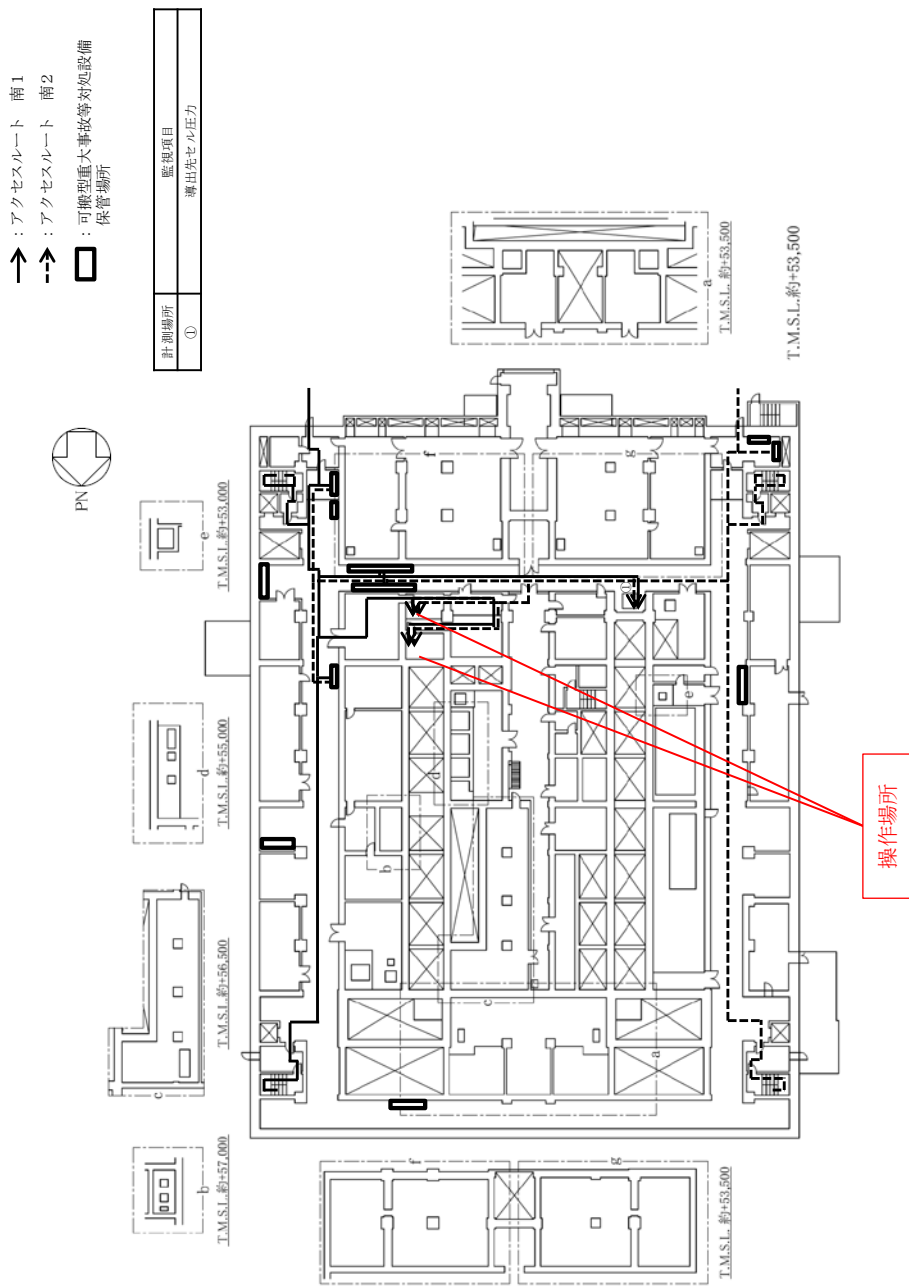 ：アクセスルート　南１
：アクセスルート　南２
：可搬型重大事故等対処設備
保管場所
計測場所
監視項目
①
導出先セル圧力
PN
e
T.M.S.L.約+53,000
d
T.M.S.L.約+55,000
c
T.M.S.L.約+56,500
b
T.M.S.L.約+57,000
a
T.M.S.L.約+53,500
T.M.S.L.約+53,500
f
g
①
e
d
b
c
a
f
g
T.M.S.L.約+53,500
操作場所